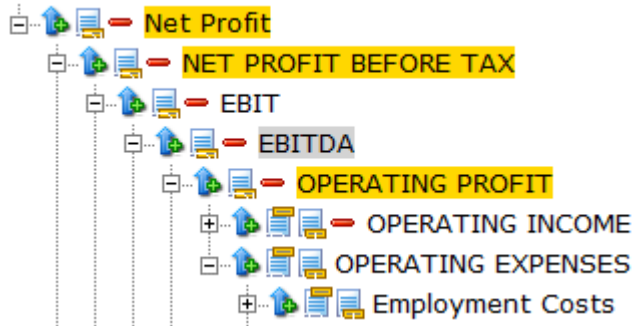 Net Profit
NET PROFIT BEFORE TAX
EBIT
EBITDA
OPERATING PROFIT
OPERATING INCOME
OPERATING EXPENSES
Employment Costs